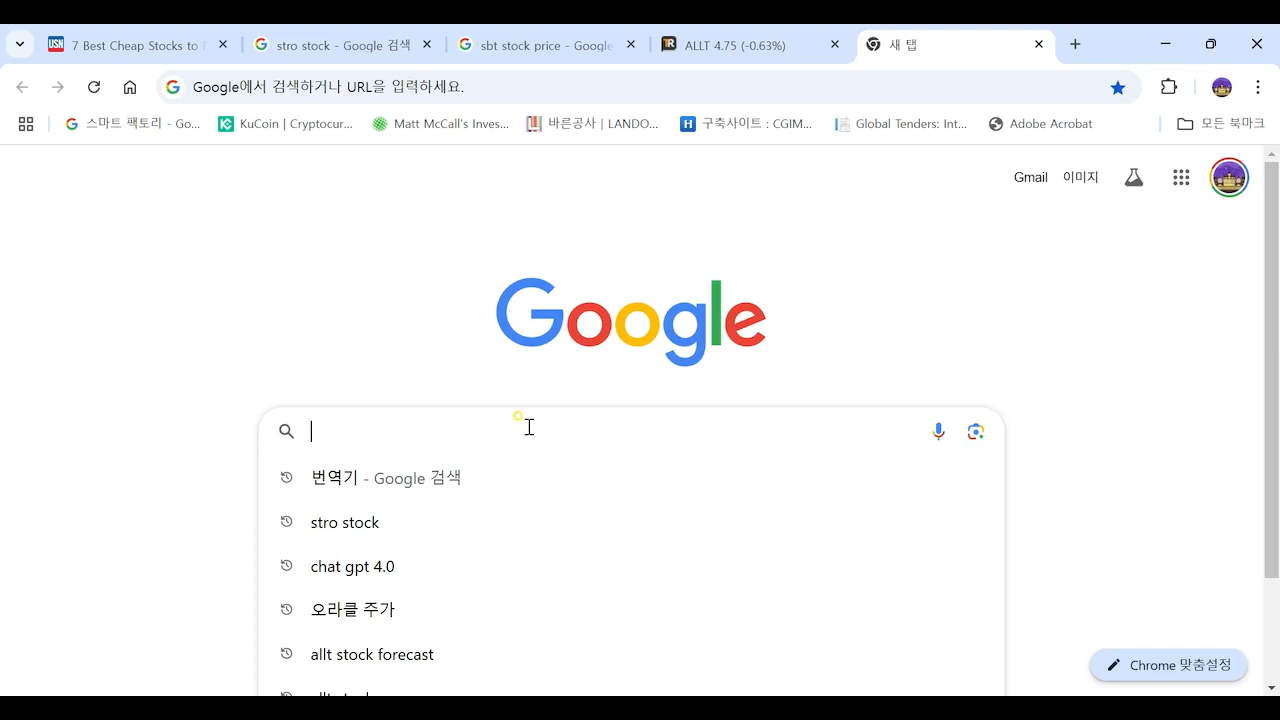 USN 7 Best Cheap Stocks to
stro stock - Google 검색
sbt stock price - Google
TR ALLT 4.75 (-0.63%)
새 탭
Google에서 검색하거나 URL을 입력하세요.
스마트 팩토리 - Go...
KuCoin | Cryptocur...
Matt McCall's Inves...
바른공사 | LANDO...
H 구축사이트 : CGIM...
Global Tenders: Int...
Adobe Acrobat
모든 북마크
Gmail 이미지
Google
번역기 - Google 검색
stro stock
chat gpt 4.0
오라클 주가
allt stock forecast
Chrome 맞춤설정